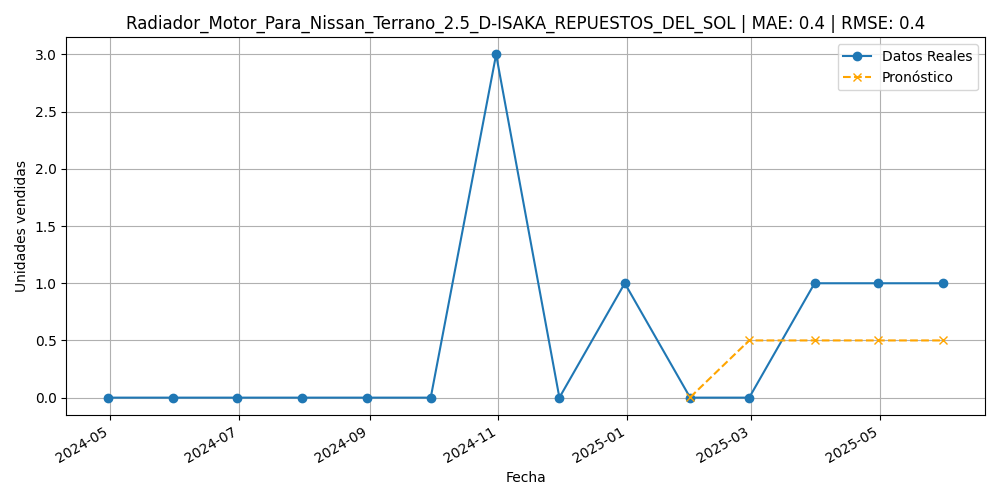 Radiador_Motor_Para_Nissan_Terrano_2.5_D-ISAKA_REPUESTOS_DEL_SOL | MAE: 0.4 | RMSE: 0.4
Datos Reales
Pronóstico
Unidades vendidas
3.0
2.5
2.0
1.5
1.0
0.5
0.0
2024-05
2024-07
2024-09
2024-11
2025-01
2025-03
2025-05
Fecha